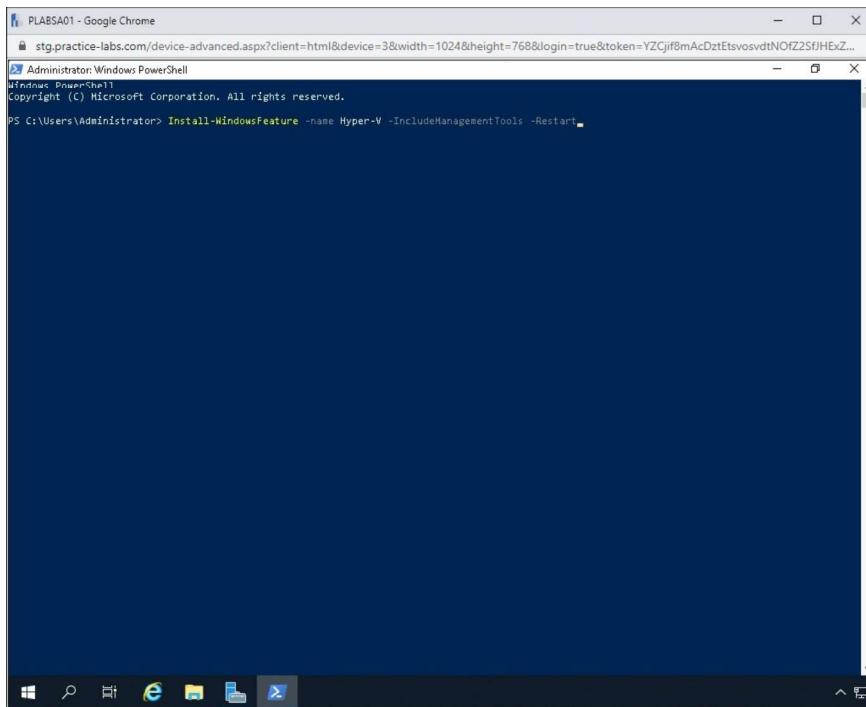 PLABSA01 - Google Chrome
stg.practice-labs.com/device-advanced.aspx?client=html&device=3&width=1024&height=768&login=true&token=YZCjif8mAcDztEtsvosvdtNOfZ2SfJHExZ...
Administrator: Windows PowerShell
Windows PowerShell
Copyright (C) Microsoft Corporation. All rights reserved.
PS C:\Users\Administrator> Install-WindowsFeature -name Hyper-V -IncludeManagementTools -Restart